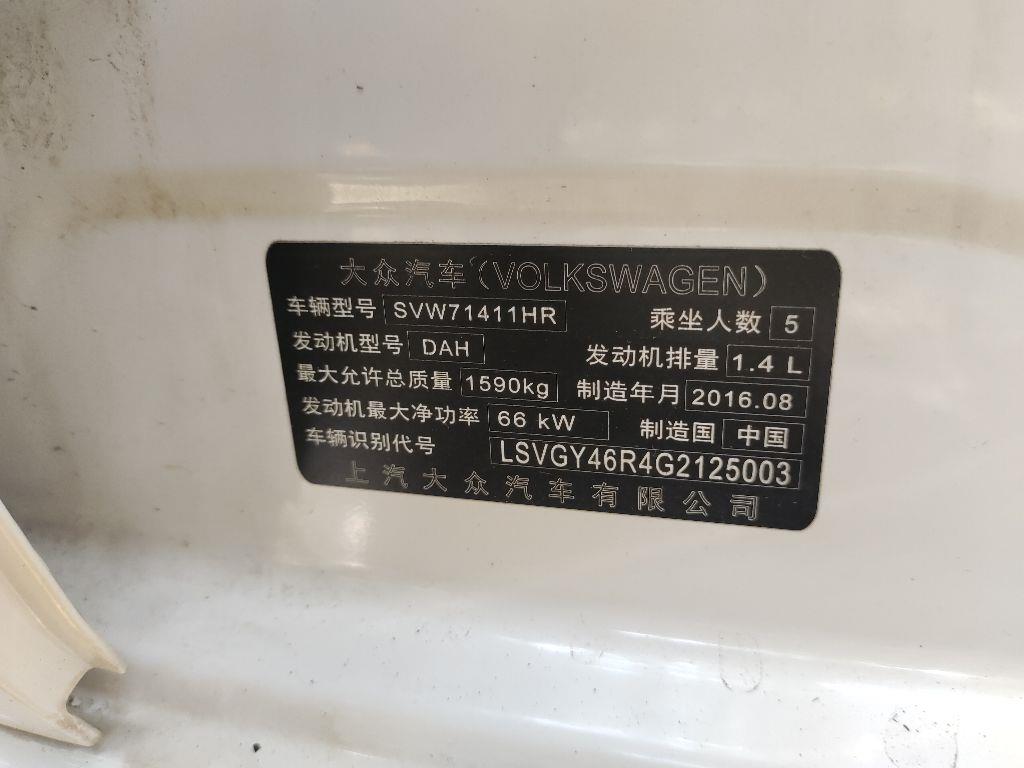 大众汽车(VOLKSWAGEN)
车辆型号 SVW71411HR 乘坐人数 5
发动机型号 DAH 发动机排量 1.4 L
最大允许总质量 1590kg 制造年月 2016.08
发动机最大净功率 66 kW 制造国 中国
车辆识别代号 LSVGY46R4G2125003
上汽大众汽车有限公司